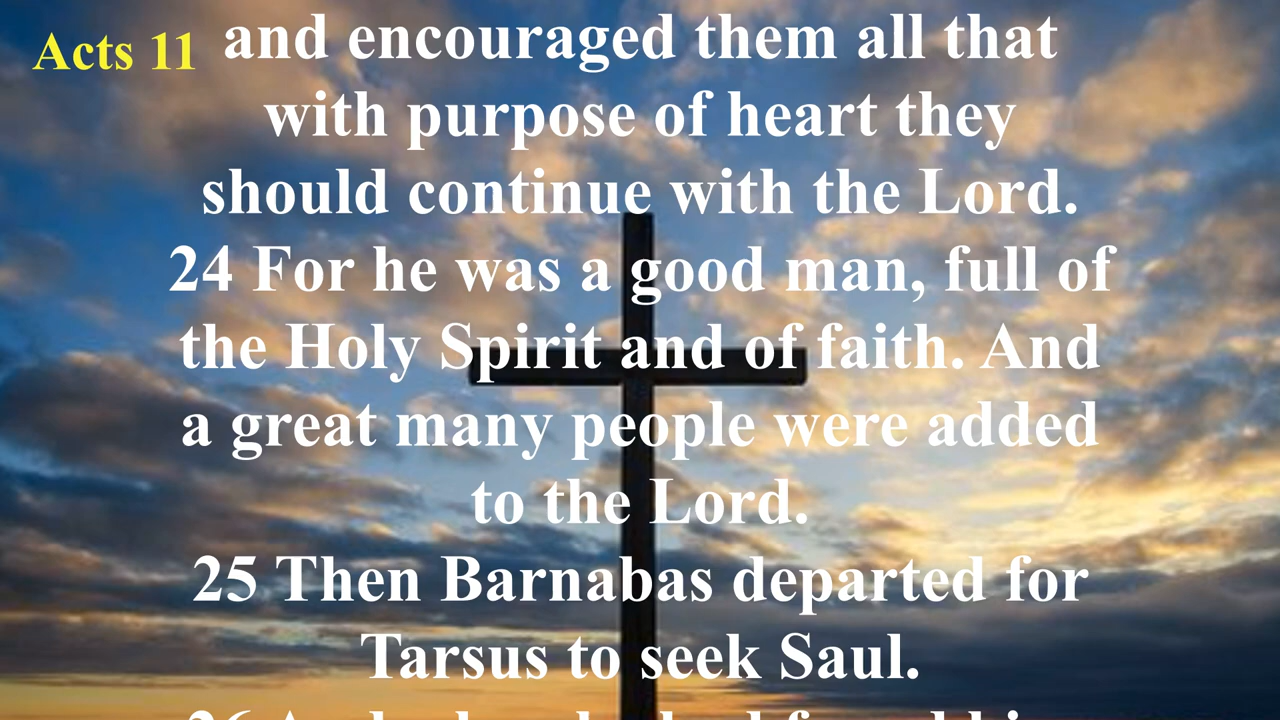 Acts 11
and encouraged them all that
with purpose of heart they
should continue with the Lord.
24 For he was a good man, full of
the Holy Spirit and of faith. And
a great many people were added
to the Lord.
25 Then Barnabas departed for
Tarsus to seek Saul.